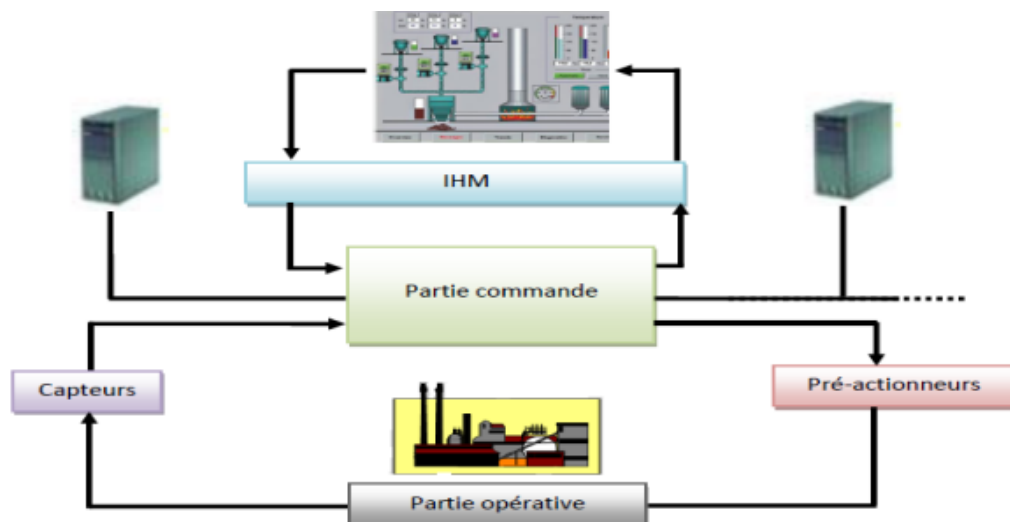 IHM
Partie commande
Capteurs
Pré-actionneurs
Partie opérative